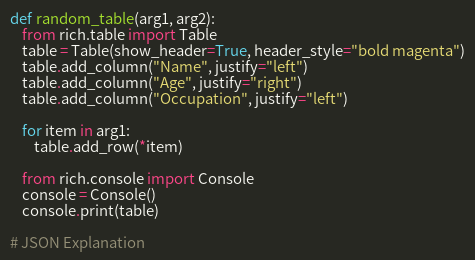 def random_table(arg1, arg2):
from rich.table import Table
table = Table(show_header=True, header_style="bold magenta")
table.add_column("Name", justify="left")
table.add_column("Age", justify="right")
table.add_column("Occupation", justify="left")
for item in arg1:
table.add_row(*item)
from rich.console import Console
console = Console()
console.print(table)
# JSON Explanation